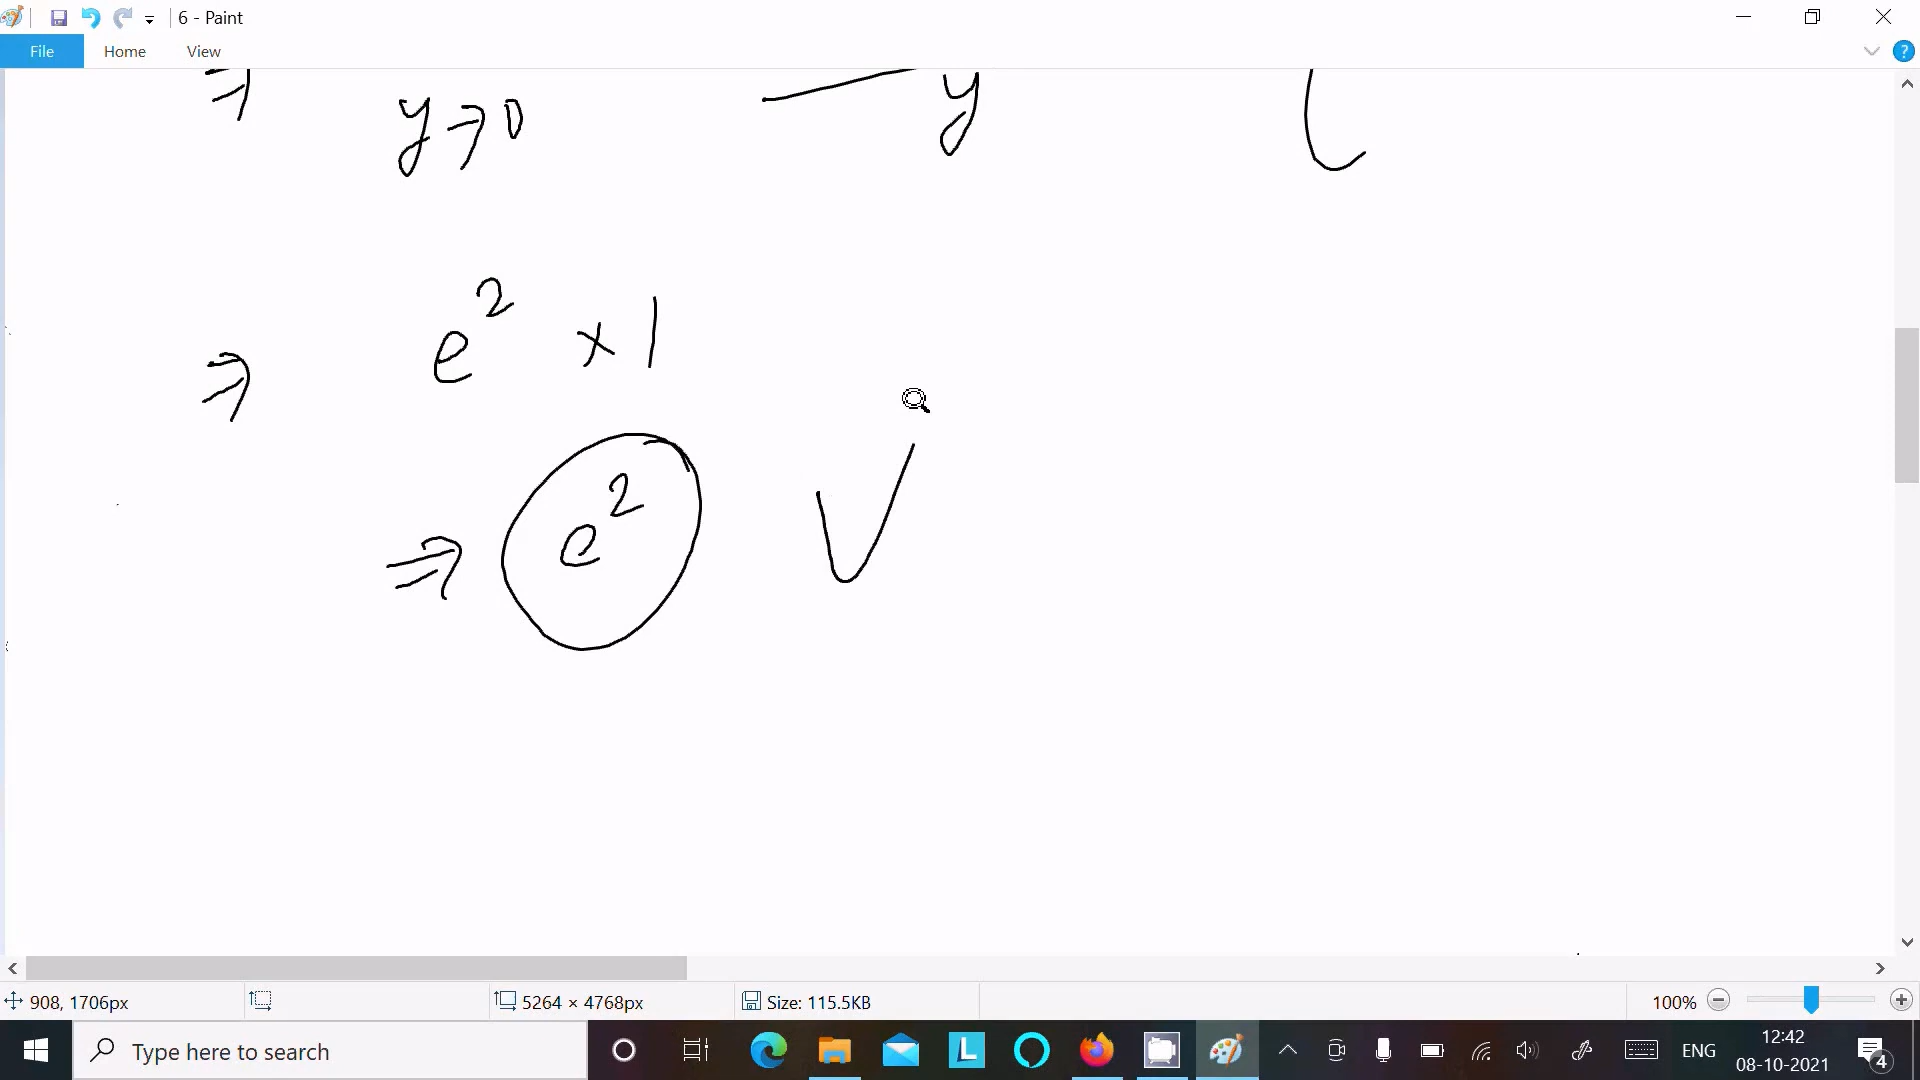 6 - Paint
File Home View
⇒ y→0 y
⇒ e² × 1
⇒ e²
908, 1706px 5264 × 4768px Size: 115.5KB 100%
Type here to search
L
ENG
12:42
08-10-2021
4